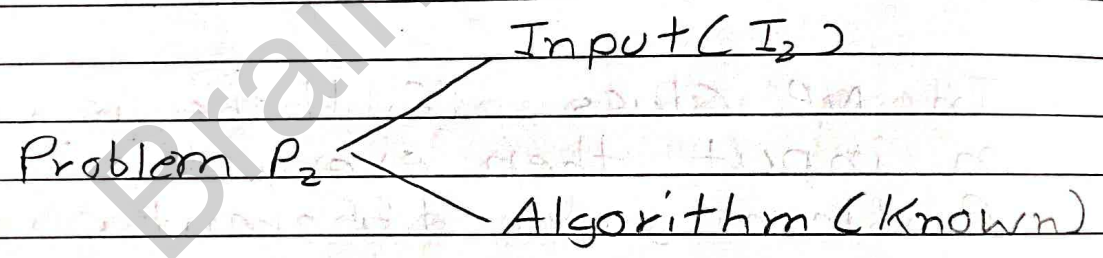 Input (I₂)
Problem P₂
Algorithm (Known)